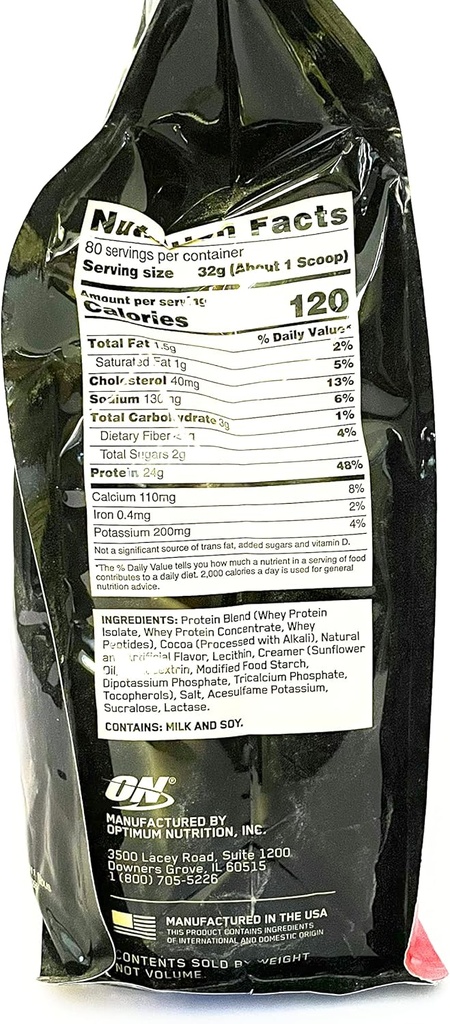 Facts
80 servings per container
Serving size 32g (About 1 Scoop)
Amount per serving
Calories 120
% Daily Value*
Total Fat 1.5g 2%
Saturated Fat 1g 5%
Cholesterol 40mg 13%
Sodium 130mg 6%
Total Carbohydrate 3g 1%
Dietary Fiber 4%
Total Sugars 2g
Protein 24g 48%
Calcium 110mg 8%
Iron 0.4mg 2%
Potassium 200mg 4%
Not a significant source of trans fat, added sugars and vitamin D.
*The % Daily Value tells you how much a nutrient in a serving of food
contributes to a daily diet. 2,000 calories a day is used for general
nutrition advice.
INGREDIENTS: Protein Blend (Whey Protein
Isolate, Whey Protein Concentrate, Whey
Peptides), Cocoa (Processed with Alkali), Natural
and Artificial Flavor, Lecithin, Creamer (Sunflower
Oil, Modified Food Starch,
Dipotassium Phosphate, Tricalcium Phosphate,
Tocopherols), Salt, Acesulfame Potassium,
Sucralose, Lactase.
CONTAINS: MILK AND SOY.
ON®
MANUFACTURED BY
OPTIMUM NUTRITION, INC.
3500 Lacey Road, Suite 1200
Downers Grove, IL 60515
1 (800) 705-5226
MANUFACTURED IN THE USA
THIS PRODUCT CONTAINS INGREDIENTS
OF INTERNATIONAL AND DOMESTIC ORIGIN
CONTENTS SOLD BY WEIGHT
NOT VOLUME.